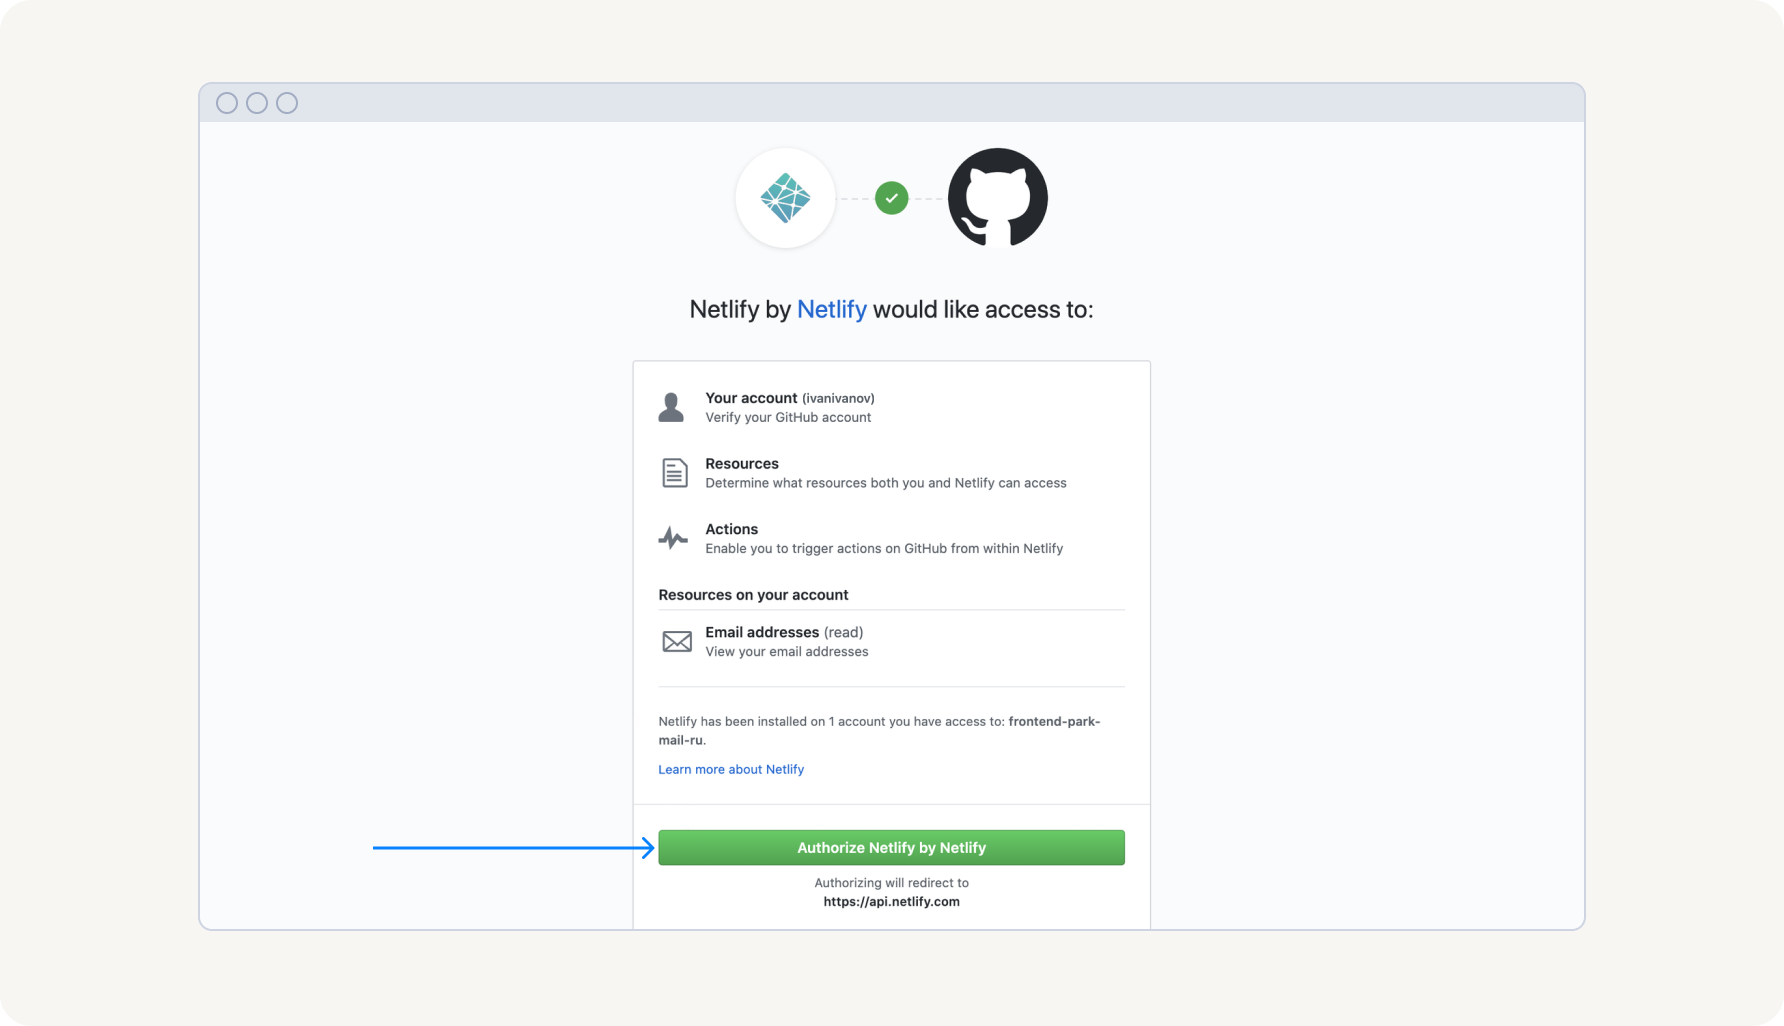 Netlify by Netlify would like access to:
Your account (ivanivanov)
Verify your GitHub account
Resources
Determine what resources both you and Netlify can access
Actions
Enable you to trigger actions on GitHub from within Netlify
Resources on your account
Email addresses (read)
View your email addresses
Netlify has been installed on 1 account you have access to: frontend-park-
mail-ru.
Learn more about Netlify
Authorize Netlify by Netlify
Authorizing will redirect to
https://api.netlify.com